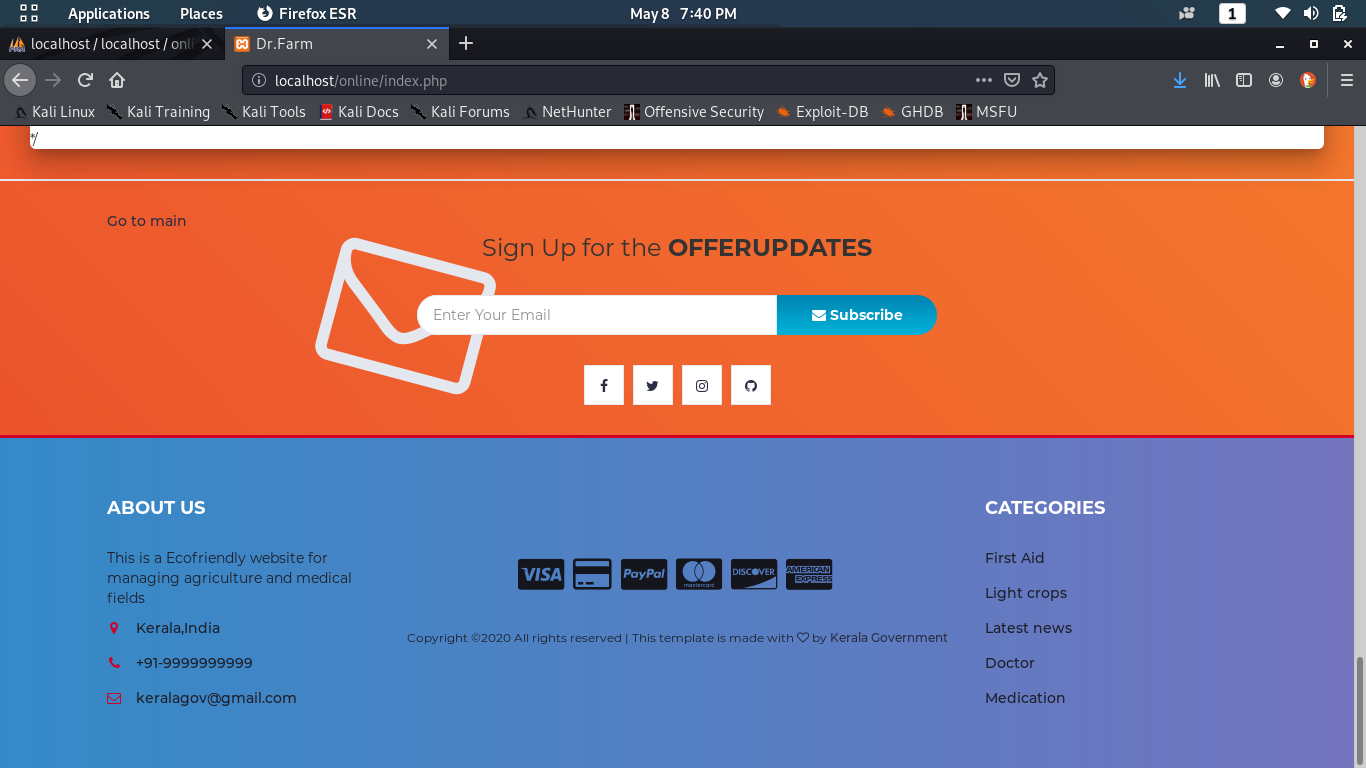 Applications Places Firefox ESR May 8 7:40 PM 1
localhost / localhost / onl Dr.Farm
localhost/online/index.php
Kali Linux Kali Training Kali Tools Kali Docs Kali Forums NetHunter Offensive Security Exploit-DB GHDB MSFU
*/
Go to main
Sign Up for the OFFERUPDATES
Enter Your Email Subscribe
ABOUT US
This is a Ecofriendly website for
managing agriculture and medical
fields
Kerala,India
+91-9999999999
keralagov@gmail.com
VISA PayPal mastercard DISCOVER AMERICAN EXPRESS
Copyright ©2020 All rights reserved | This template is made with ♡ by Kerala Government
CATEGORIES
First Aid
Light crops
Latest news
Doctor
Medication